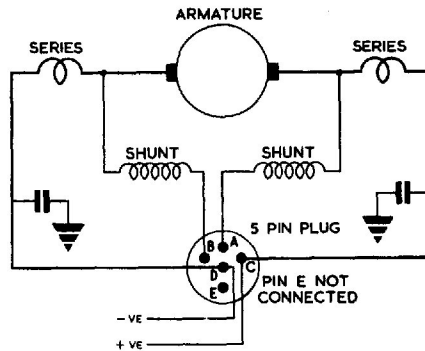 ARMATURE
SERIES
SERIES
SHUNT
SHUNT
5 PIN PLUG
B
A
C
D
E
PIN E NOT
CONNECTED
- VE
+ VE